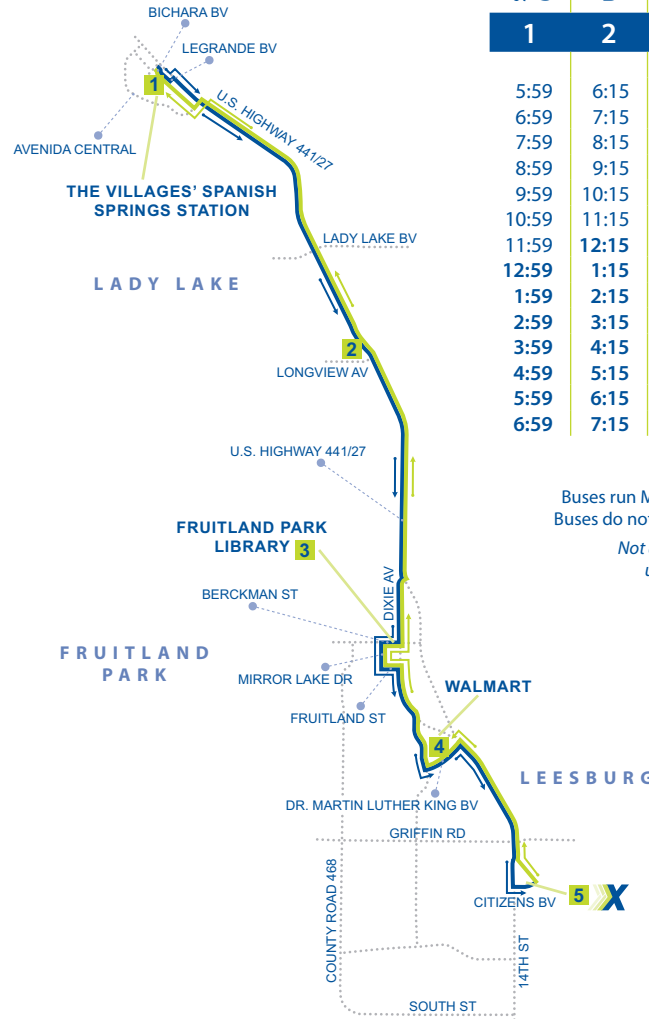 BICHARA BV
LEGRANDE BV
1
U.S. HIGHWAY 441/27
AVENIDA CENTRAL
THE VILLAGES' SPANISH
SPRINGS STATION
LADY LAKE BV
LADY LAKE
2
LONGVIEW AV
U.S. HIGHWAY 441/27
FRUITLAND PARK
LIBRARY 3
DIXIE AV
BERCKMAN ST
FRUITLAND
PARK
MIRROR LAKE DR
WALMART
FRUITLAND ST
4
LEESBURG
DR. MARTIN LUTHER KING BV
GRIFFIN RD
COUNTY ROAD 468
CITIZENS BV
5 X
14TH ST
SOUTH ST
1 2
5:59 6:15
6:59 7:15
7:59 8:15
8:59 9:15
9:59 10:15
10:59 11:15
11:59 12:15
12:59 1:15
1:59 2:15
2:59 3:15
3:59 4:15
4:59 5:15
5:59 6:15
6:59 7:15
Buses run M
Buses do not
Not
u